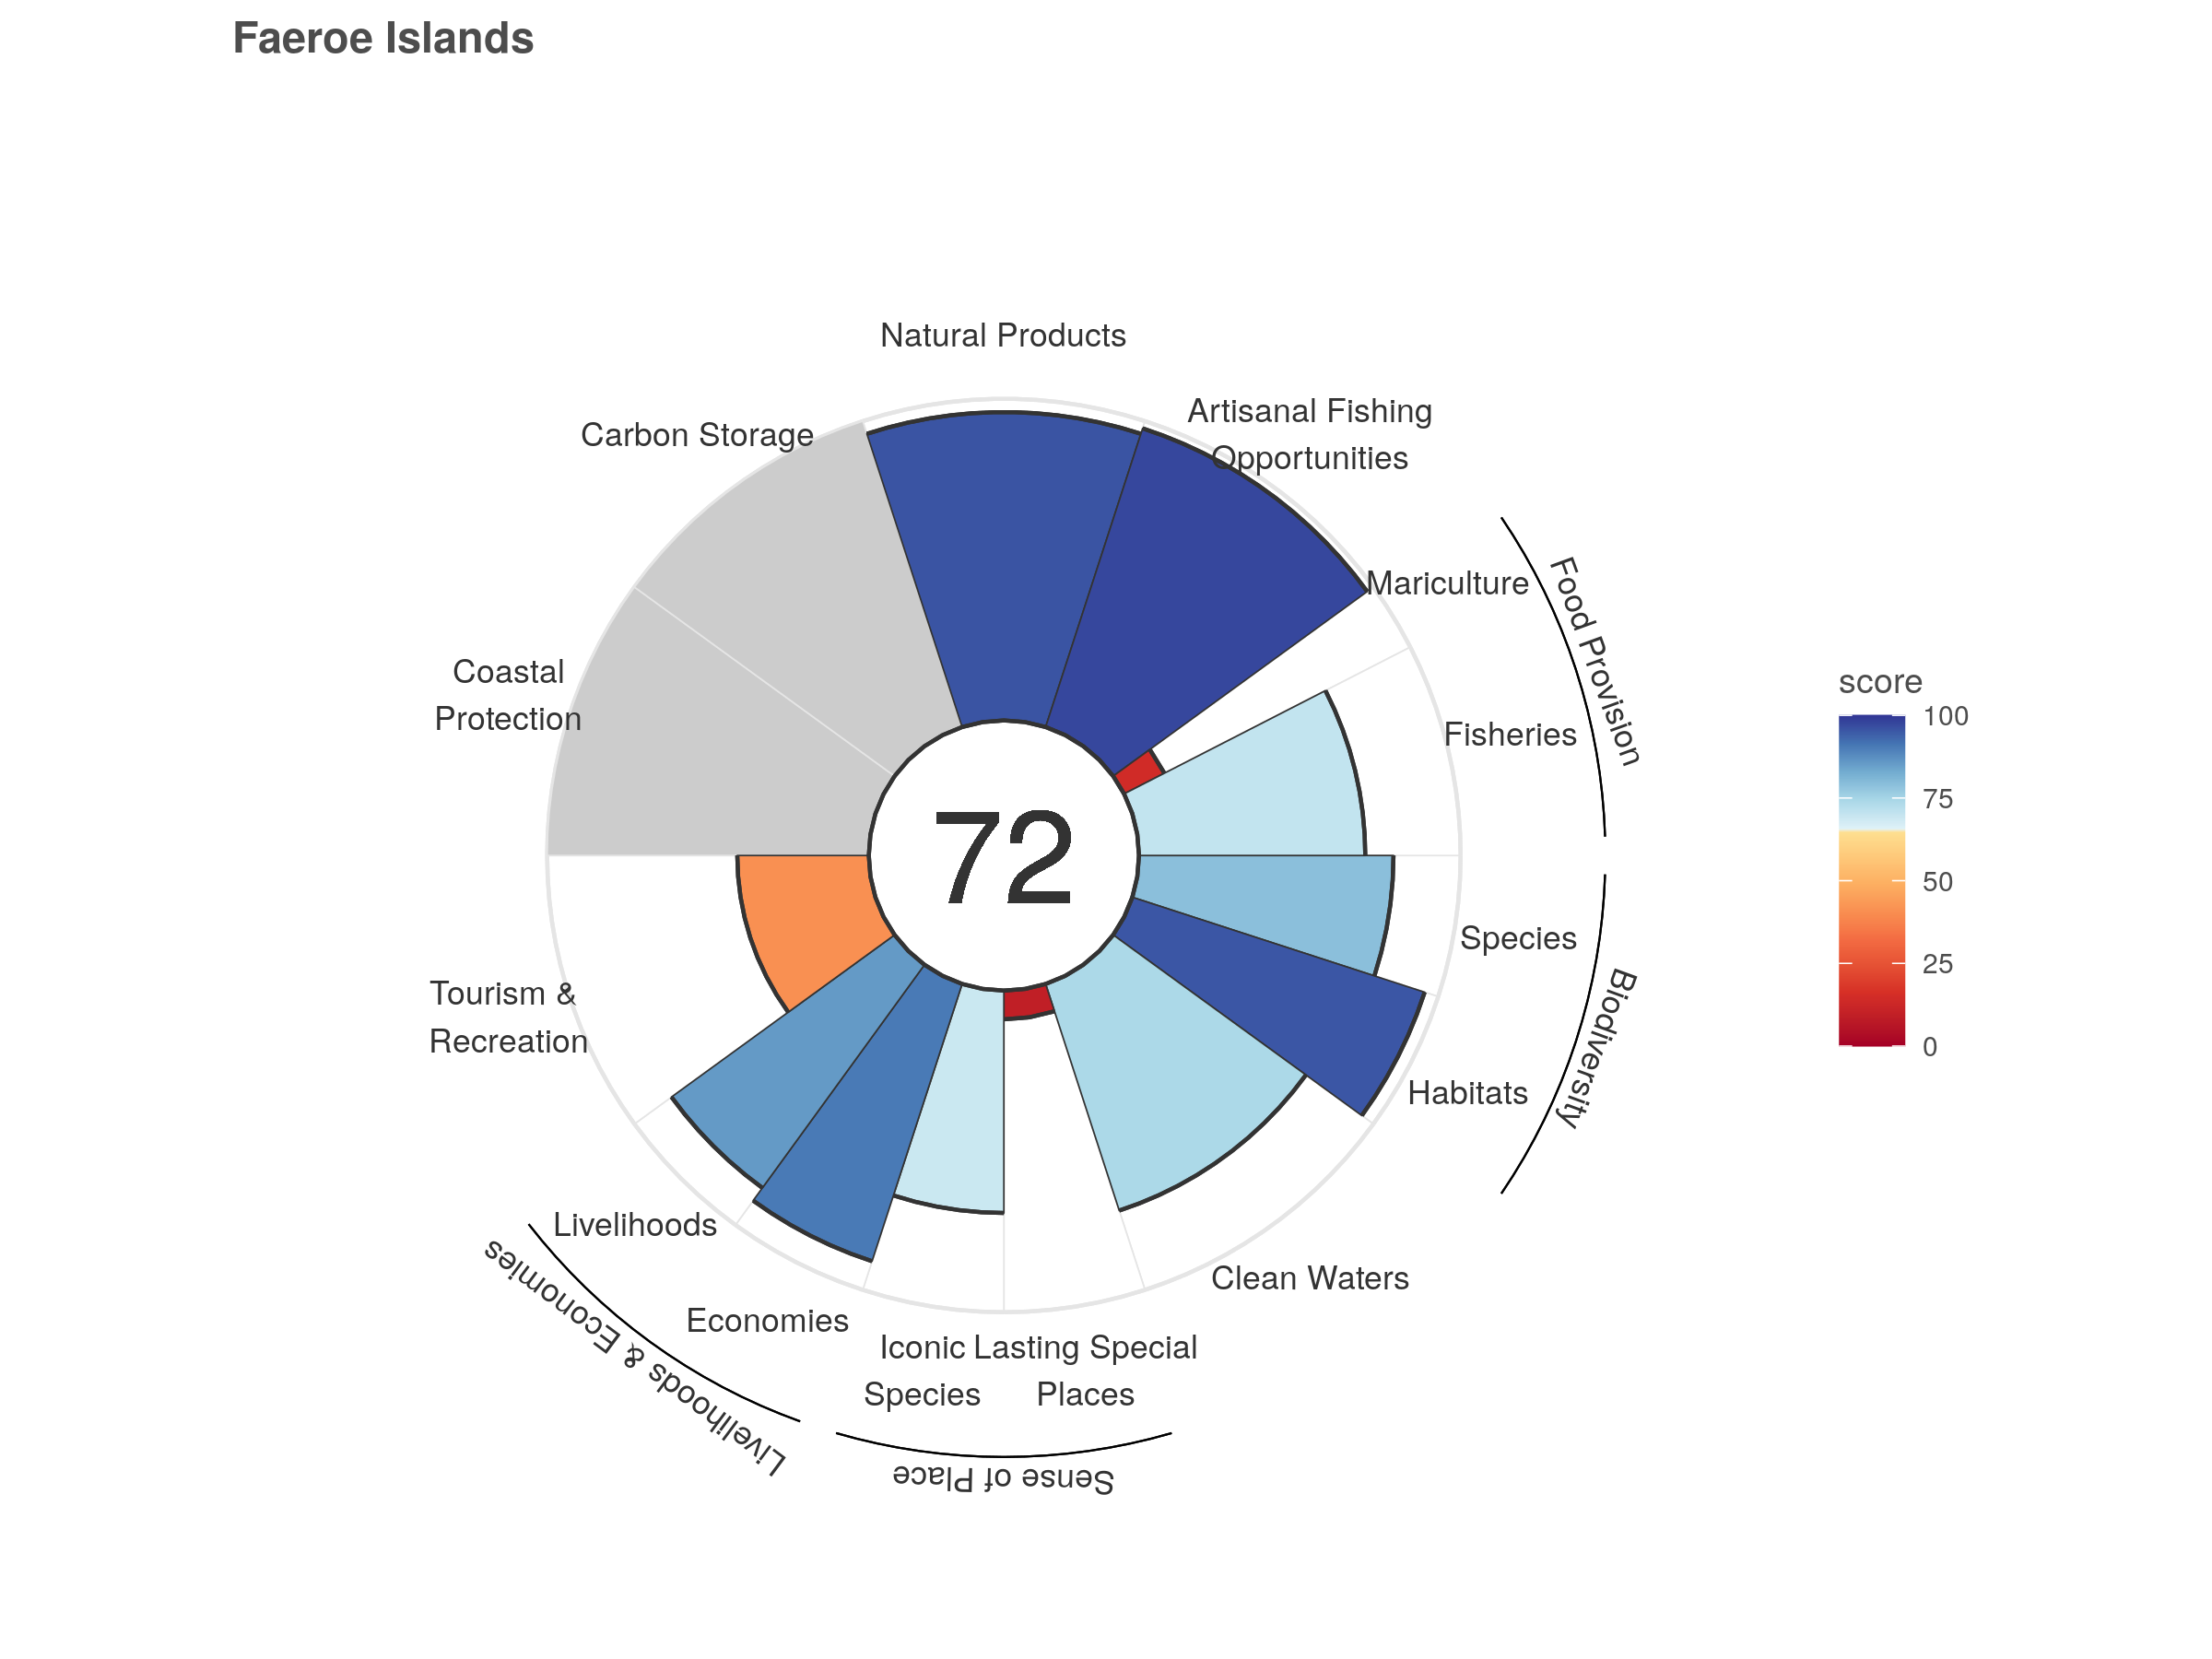 Faeroe Islands
Natural Products
Artisanal Fishing
Opportunities
Carbon Storage
Mariculture
Food Provision
Coastal
Protection
Fisheries
score
100
75
50
25
0
72
Species
Biodiversity
Tourism &
Recreation
Habitats
Livelihoods
Clean Waters
Livelihoods & Economies
Economies
Iconic
Species
Lasting Special
Places
Sense of Place